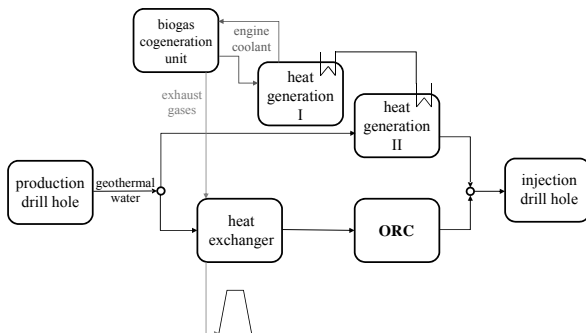 biogas
cogeneration
unit
engine
coolant
heat
generation
I
exhaust
gases
heat
generation
II
production
drill hole
geothermal
water
injection
drill hole
heat
exchanger
ORC